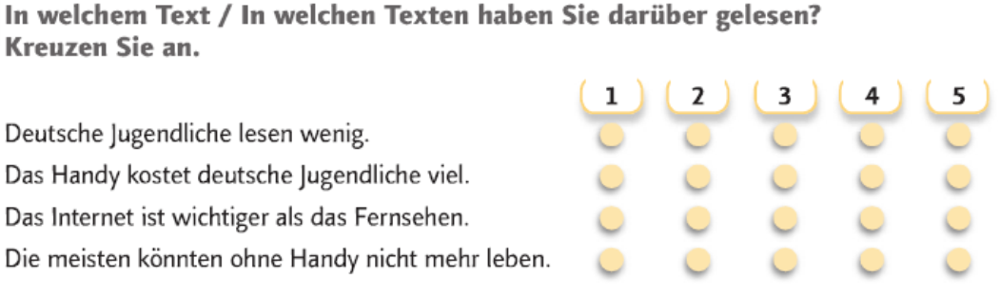 In welchem Text / In welchen Texten haben Sie darüber gelesen?
Kreuzen Sie an.
1 2 3 4 5
Deutsche Jugendliche lesen wenig.
Das Handy kostet deutsche Jugendliche viel.
Das Internet ist wichtiger als das Fernsehen.
Die meisten könnten ohne Handy nicht mehr leben.